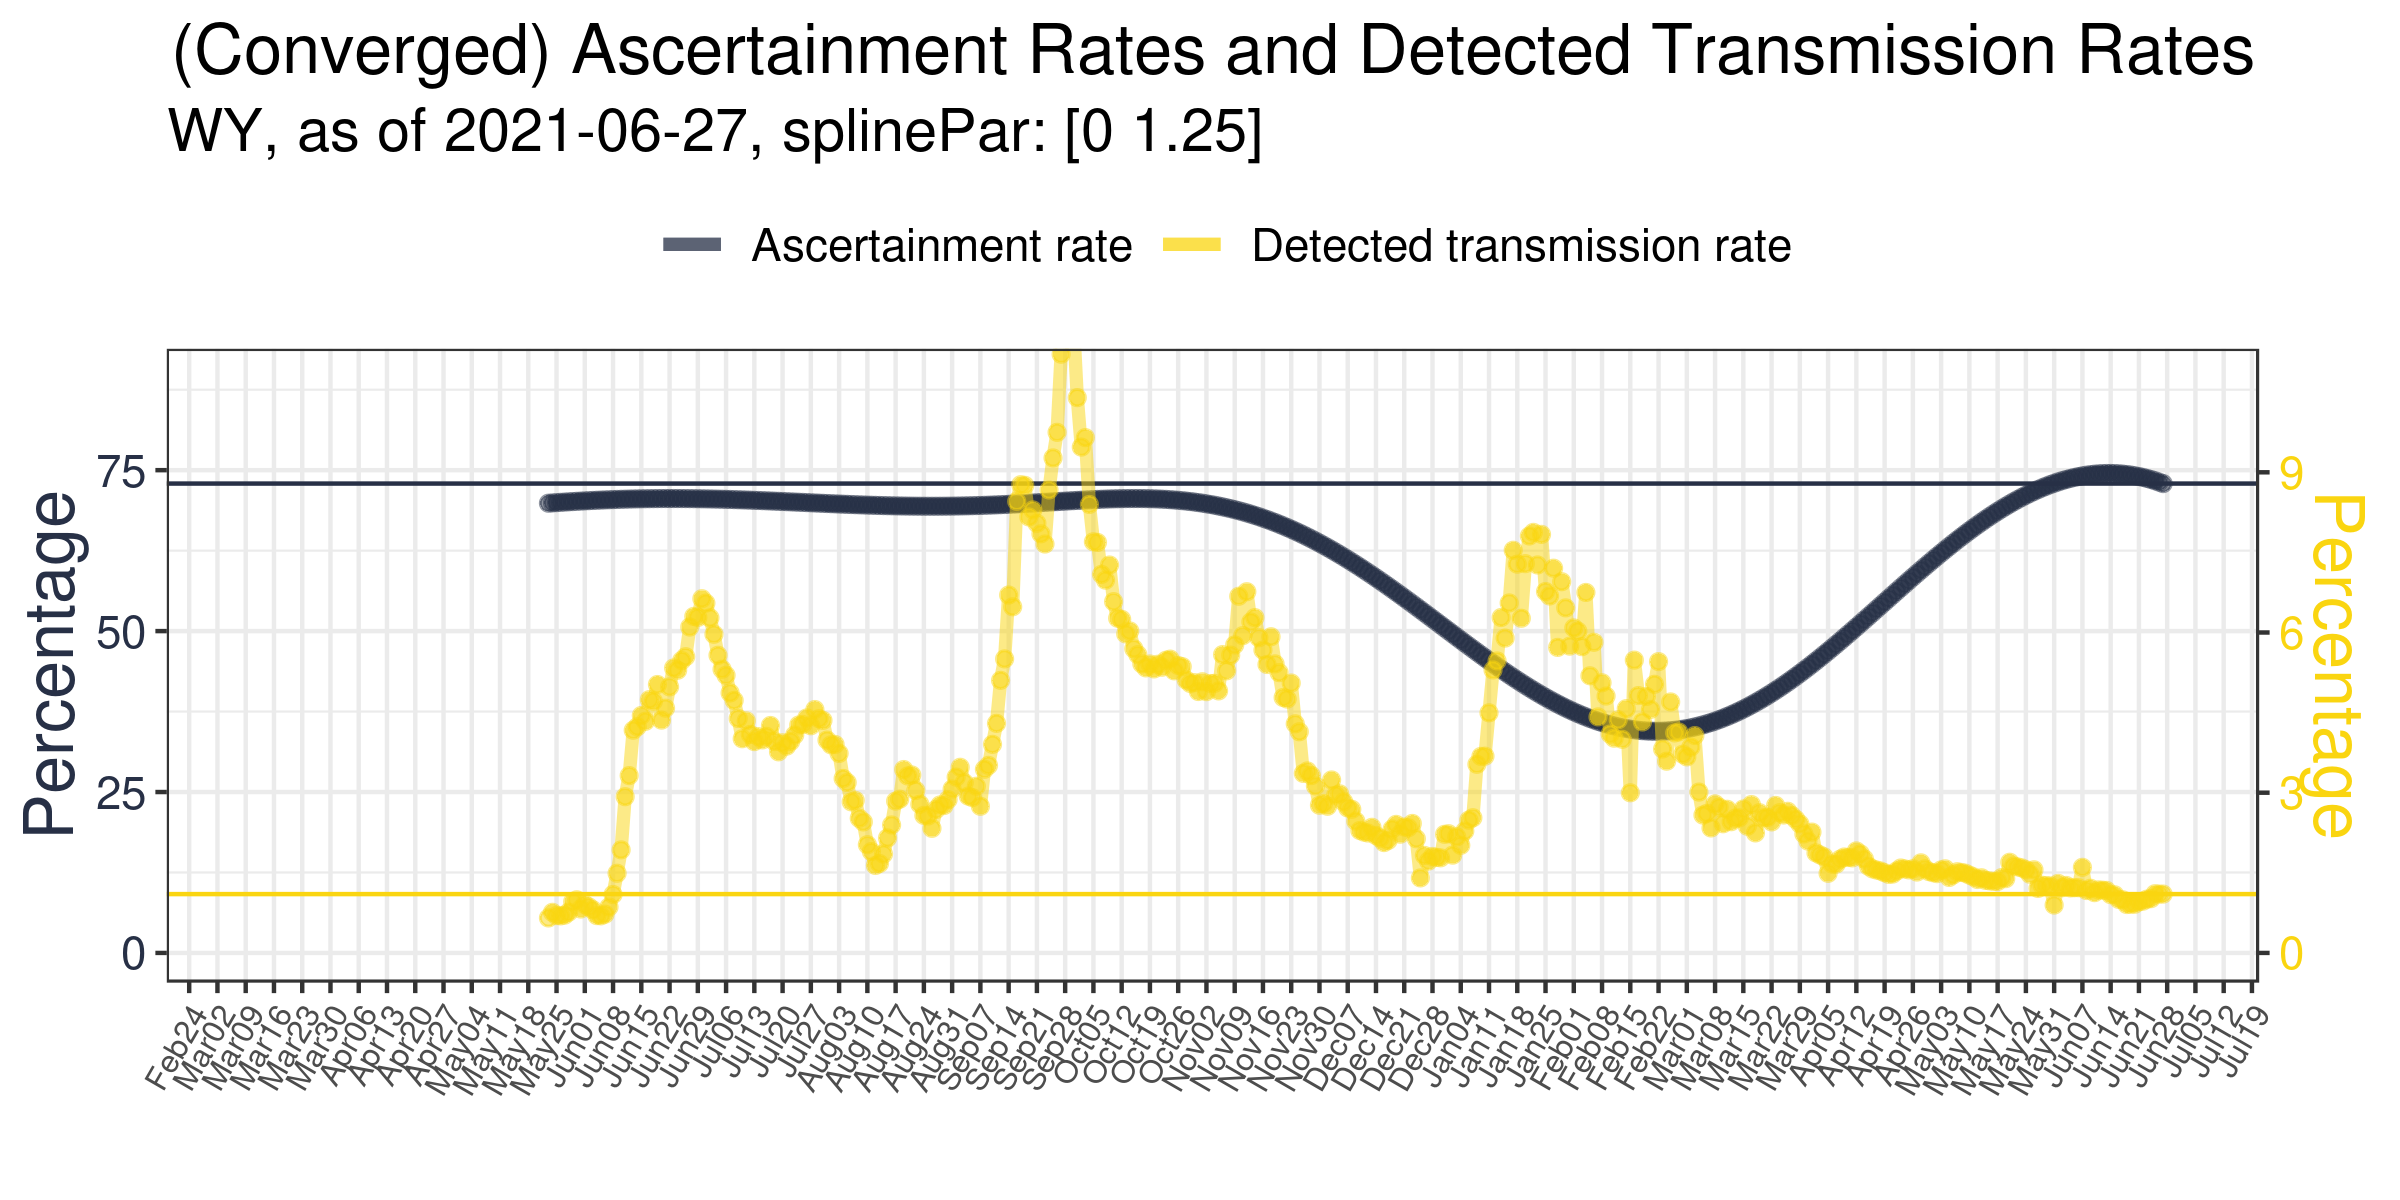 (Converged) Ascertainment Rates and Detected Transmission Rates
WY, as of 2021-06-27, splinePar: [0 1.25]
Ascertainment rate Detected transmission rate
Percentage
75
50
25
0
9
6
3
0
Percentage
Feb24 Mar02 Mar09 Mar16 Mar23 Mar30 Apr06 Apr13 Apr20 Apr27 May04 May11 May18 May25 Jun01 Jun08 Jun15 Jun22 Jun29 Jul06 Jul13 Jul20 Jul27 Aug03 Aug10 Aug17 Aug24 Aug31 Sep07 Sep14 Sep21 Sep28 Oct05 Oct12 Oct19 Oct26 Nov02 Nov09 Nov16 Nov23 Nov30 Dec07 Dec14 Dec21 Dec28 Jan04 Jan11 Jan18 Jan25 Feb01 Feb08 Feb15 Feb22 Mar01 Mar08 Mar15 Mar22 Mar29 Apr05 Apr12 Apr19 Apr26 May03 May10 May17 May24 May31 Jun07 Jun14 Jun21 Jun28 Jul05 Jul12 Jul19